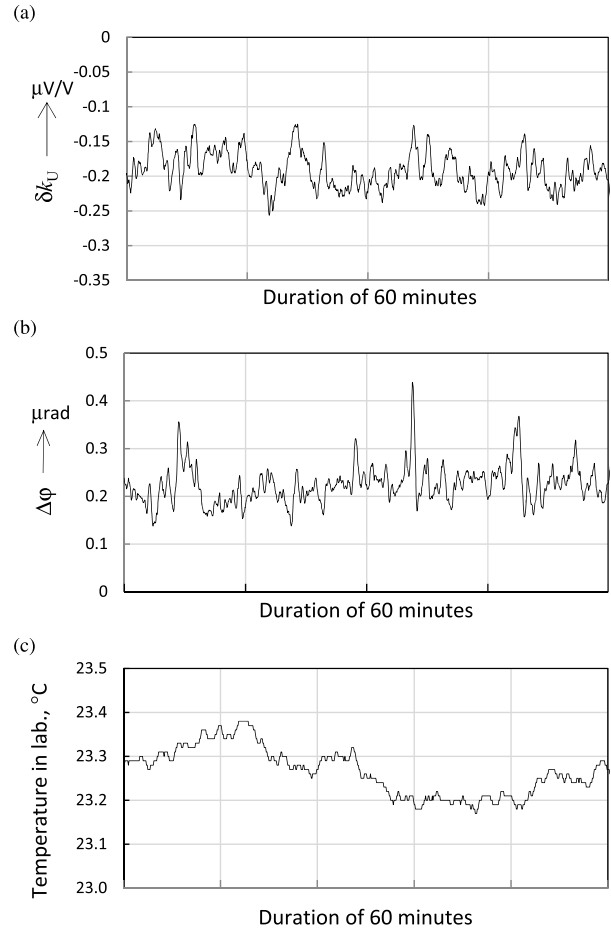 (a)
0
-0.05
μV/V
-0.1
-0.15
-0.2
δkU
-0.25
-0.3
-0.35
Duration of 60 minutes
(b)
0.5
0.4
μrad
0.3
0.2
Δφ
0.1
0
Duration of 60 minutes
(c)
23.5
23.4
23.3
23.2
23.1
23.0
Temperature in lab., °C
Duration of 60 minutes